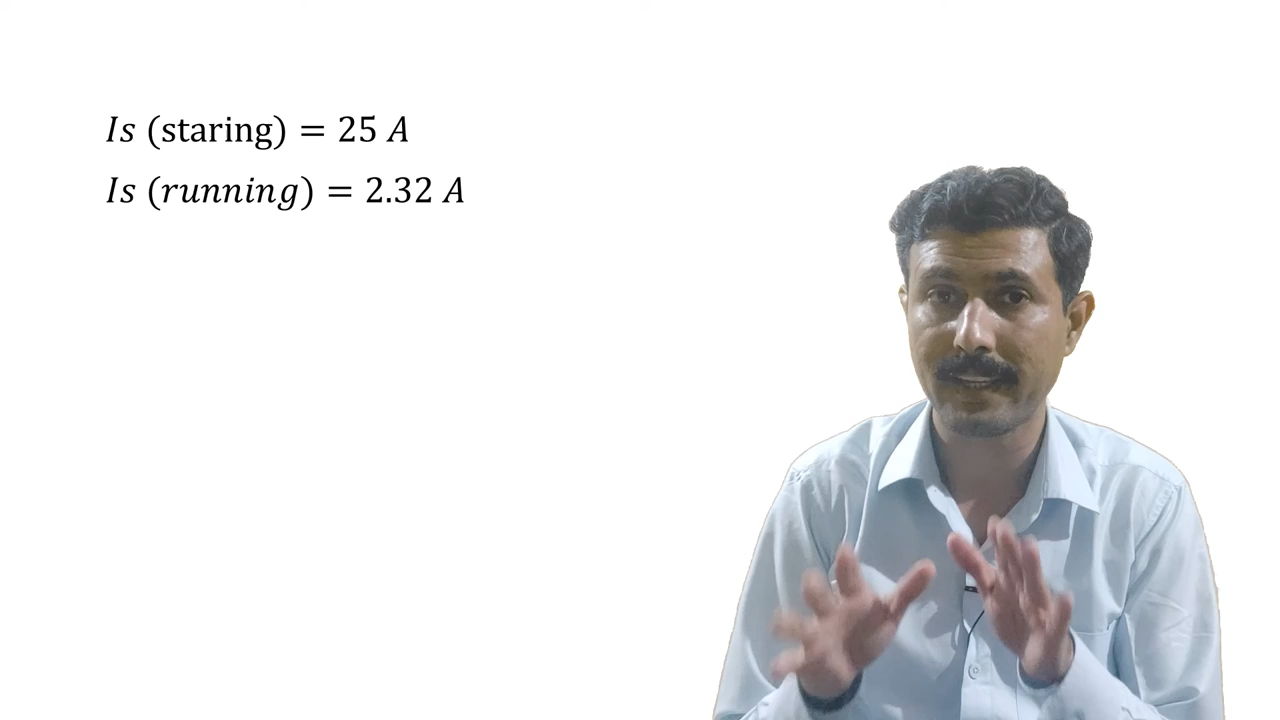 Is (staring) = 25 A
Is (running) = 2.32 A